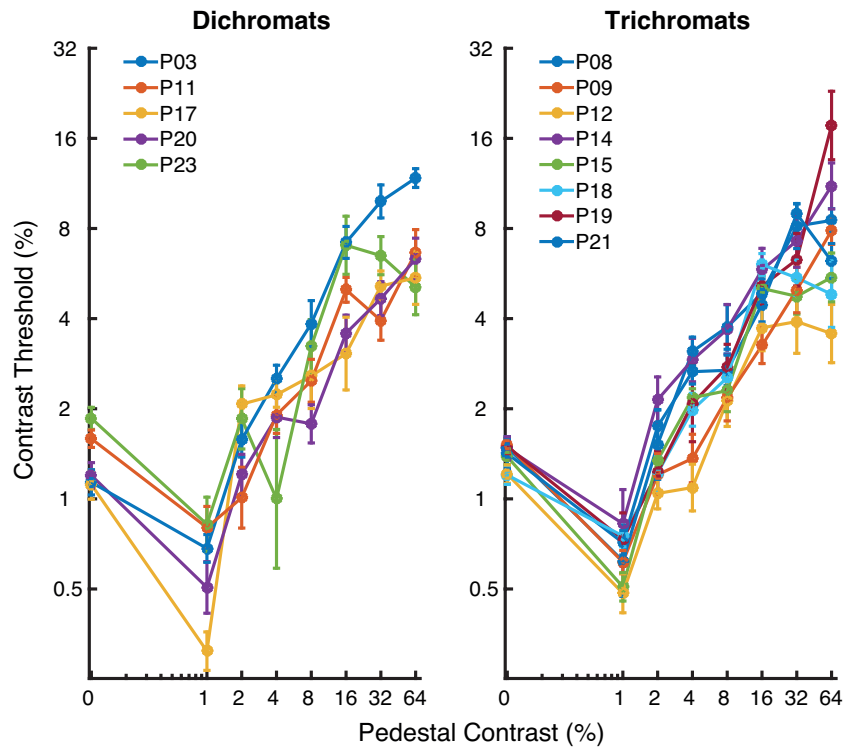 Dichromats
Trichromats
32
16
8
4
2
1
0.5
P03
P11
P17
P20
P23
0 1 2 4 8 16 32 64
32
16
8
4
2
1
0.5
P08
P09
P12
P14
P15
P18
P19
P21
0 1 2 4 8 16 32 64
Contrast Threshold (%)
Pedestal Contrast (%)